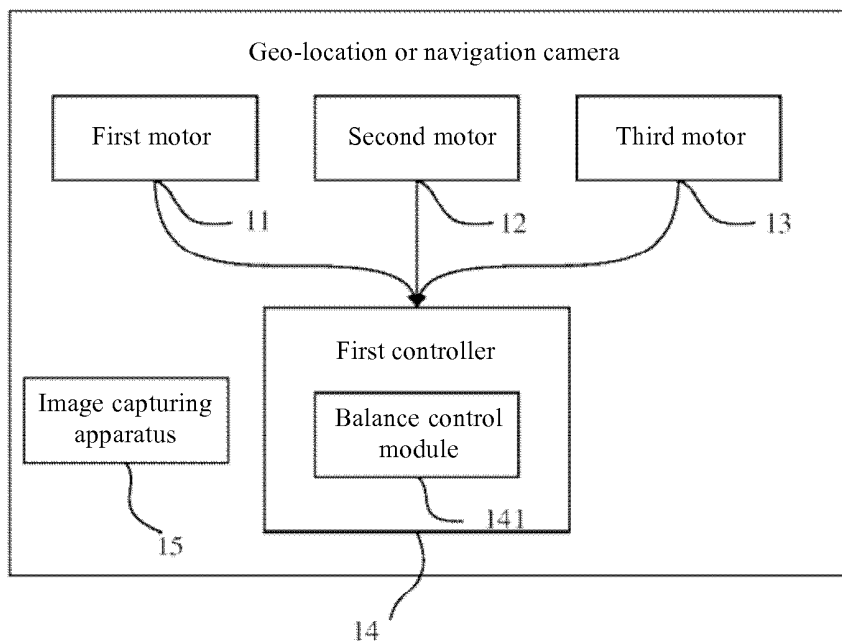 Geo-location or navigation camera
First motor
Second motor
Third motor
11
12
13
First controller
Image capturing
apparatus
Balance control
module
141
15
14